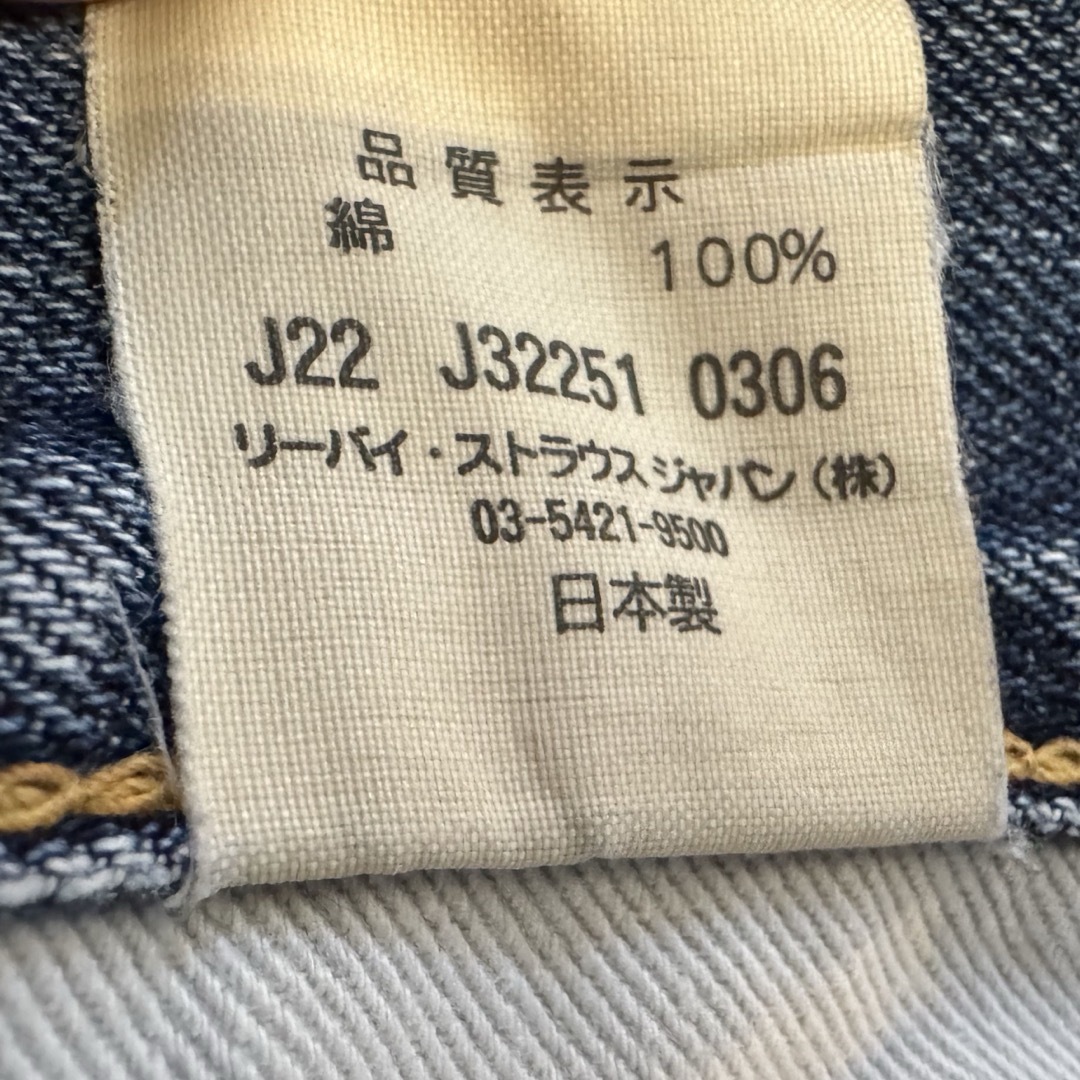 品質表示
綿 100%
J22 J32251 0306
リーバイ・ストラウスジャパン(株)
03-5421-9500
日本製